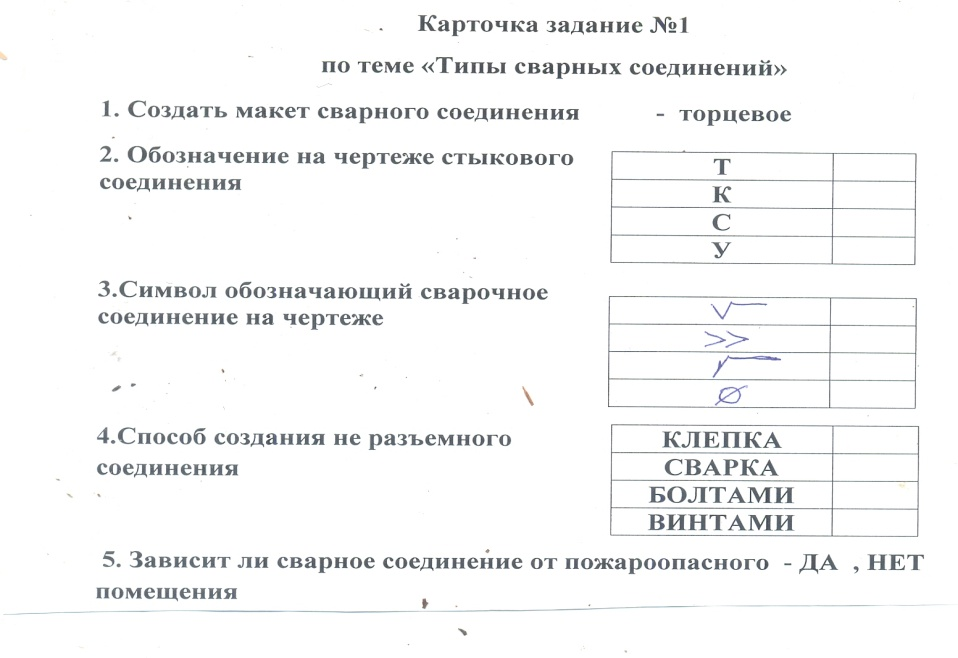 Карточка задание №1
по теме «Типы сварных соединений»
1. Создать макет сварного соединения - торцевое
2. Обозначение на чертеже стыкового
соединения
Т
К
С
У
3.Символ обозначающий сварочное
соединение на чертеже
√
>>
Ø
4.Способ создания не разъемного
соединения
КЛЕПКА
СВАРКА
БОЛТАМИ
ВИНТАМИ
5. Зависит ли сварное соединение от пожароопасного - ДА , НЕТ
помещения